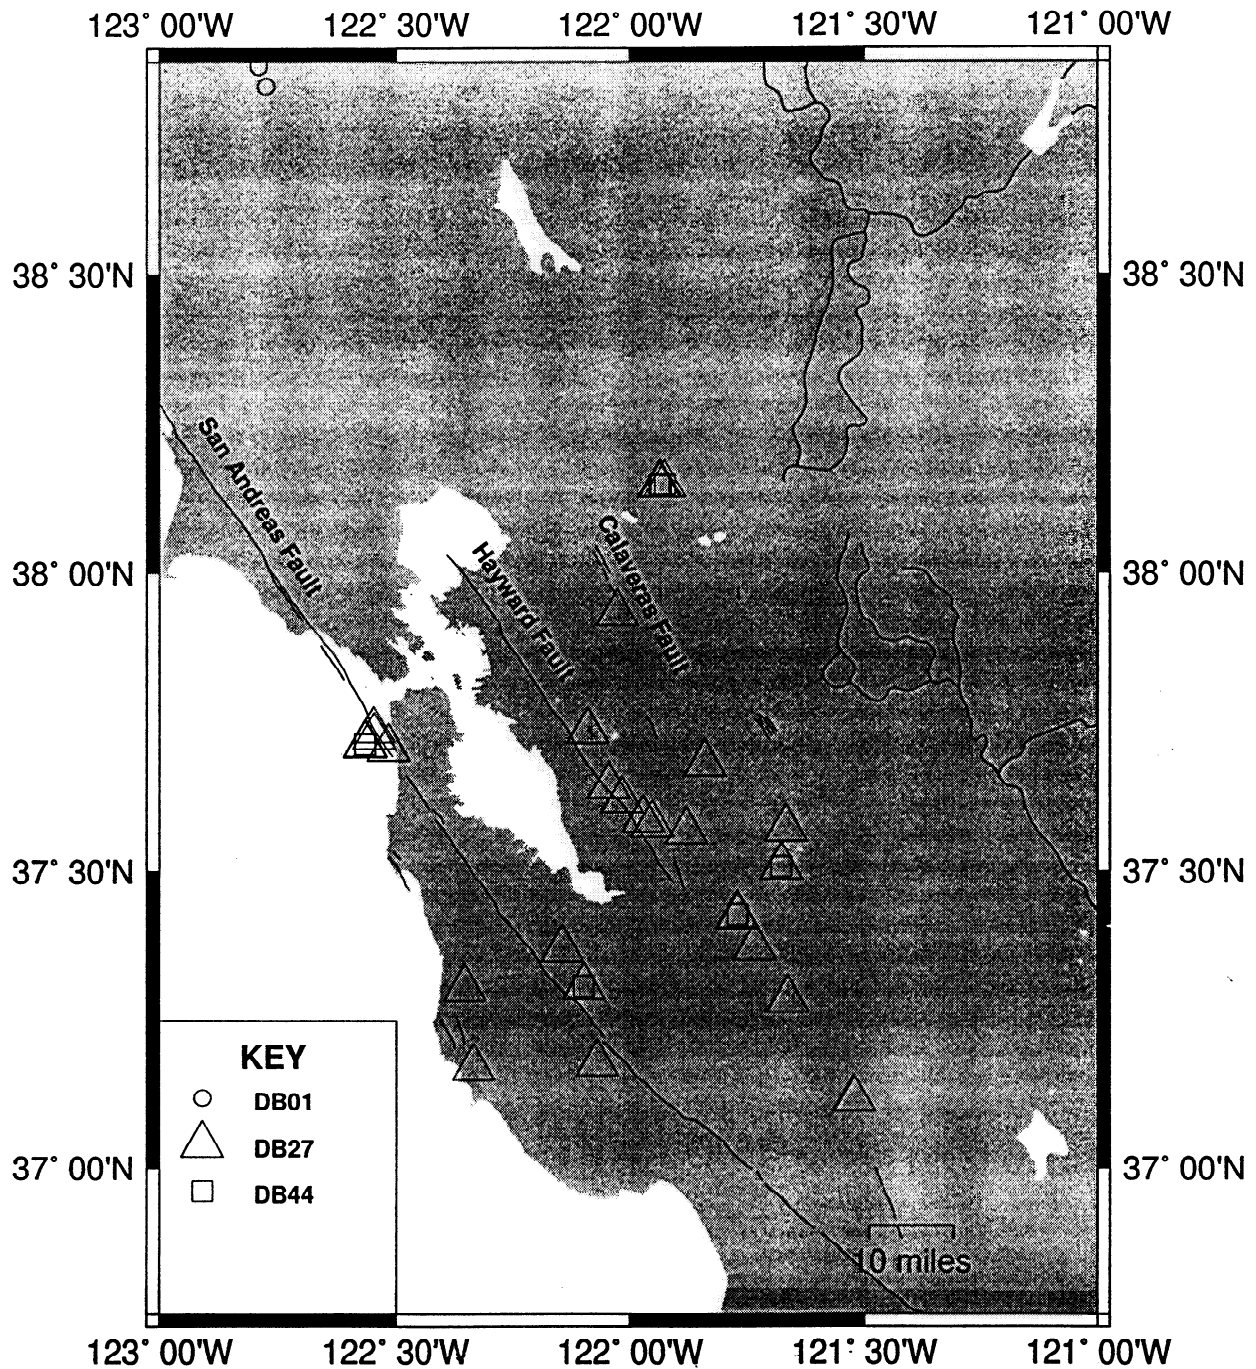 123° 00'W 122° 30'W 122° 00'W 121° 30'W 121° 00'W
38° 30'N 38° 30'N
San Andreas Fault
Hayward Fault
Calaveras Fault
38° 00'N 38° 00'N
37° 30'N 37° 30'N
KEY
DB01
DB27
DB44
37° 00'N 37° 00'N
10 miles
123° 00'W 122° 30'W 122° 00'W 121° 30'W 121° 00'W